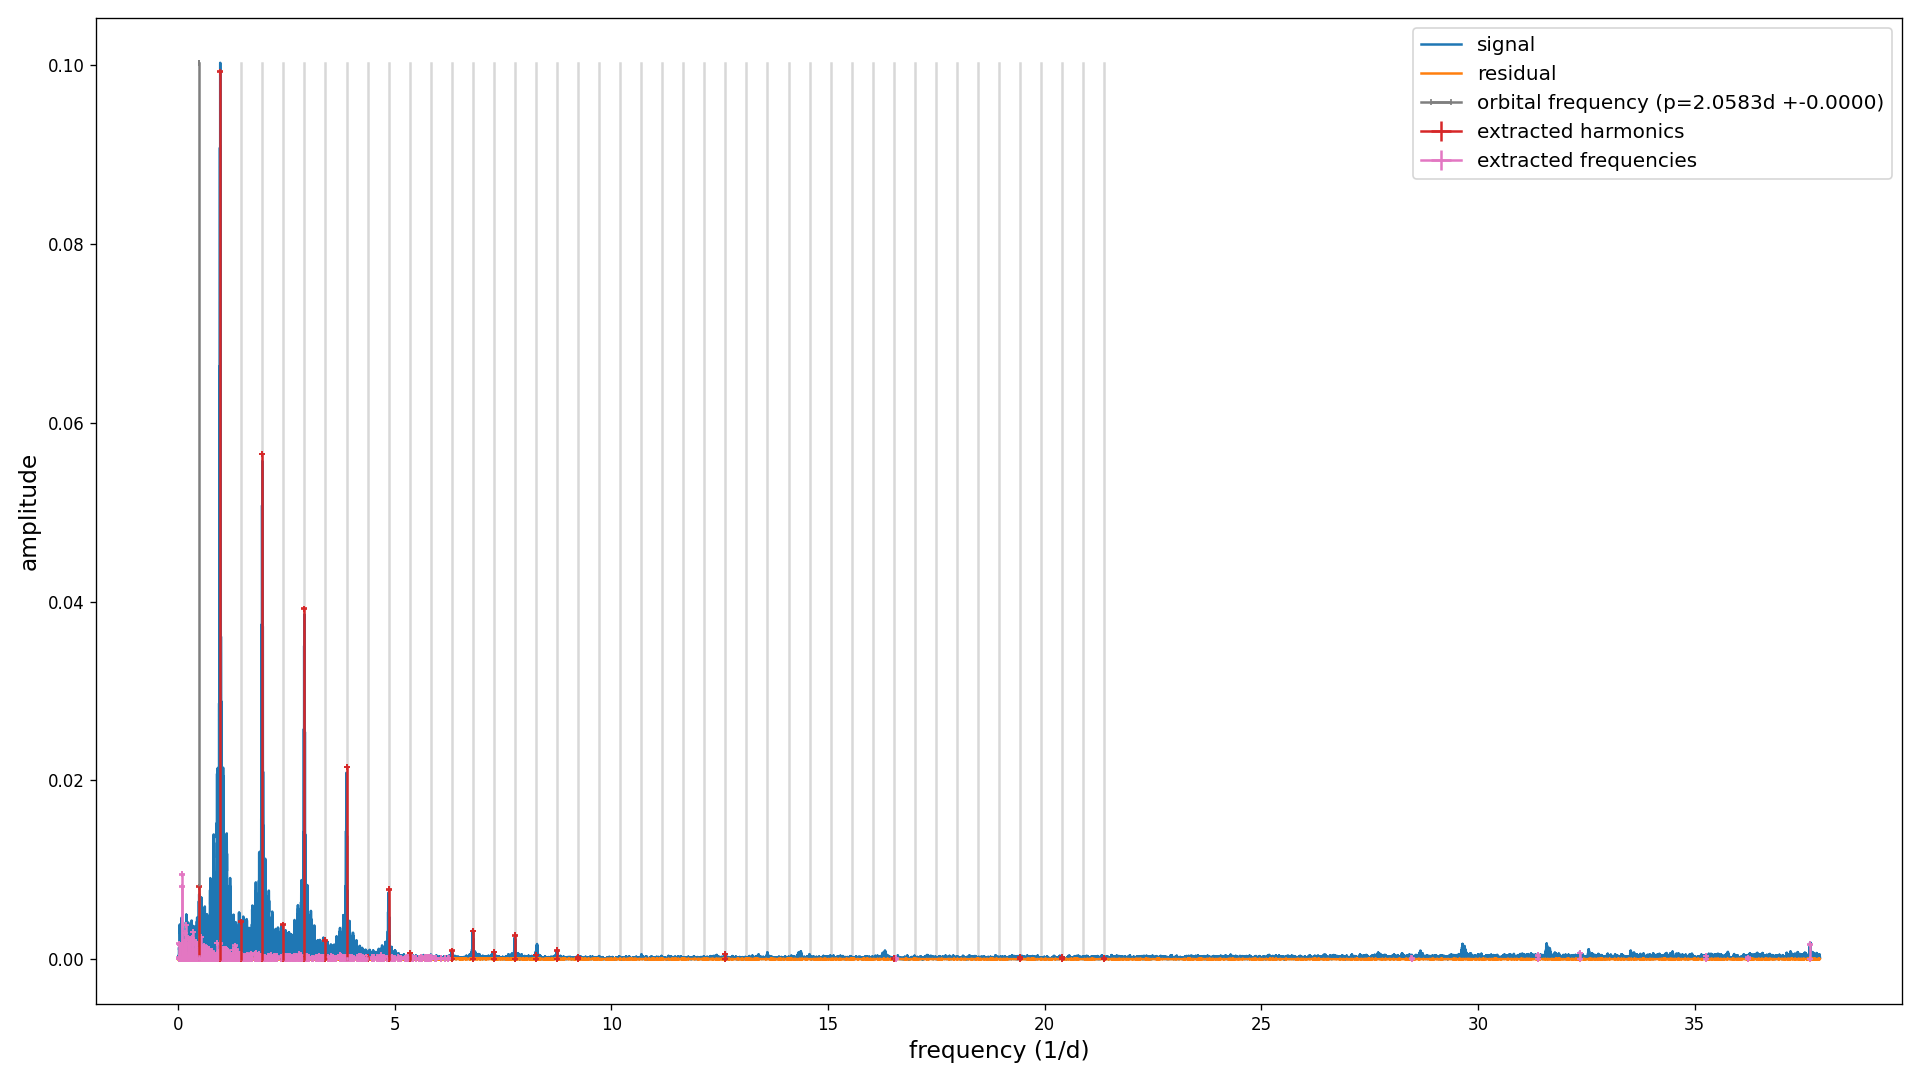 signal
residual
orbital frequency (p=2.0583d +-0.0000)
extracted harmonics
extracted frequencies
0.10
0.08
0.06
0.04
0.02
0.00
amplitude
0 5 10 15 20 25 30 35
frequency (1/d)